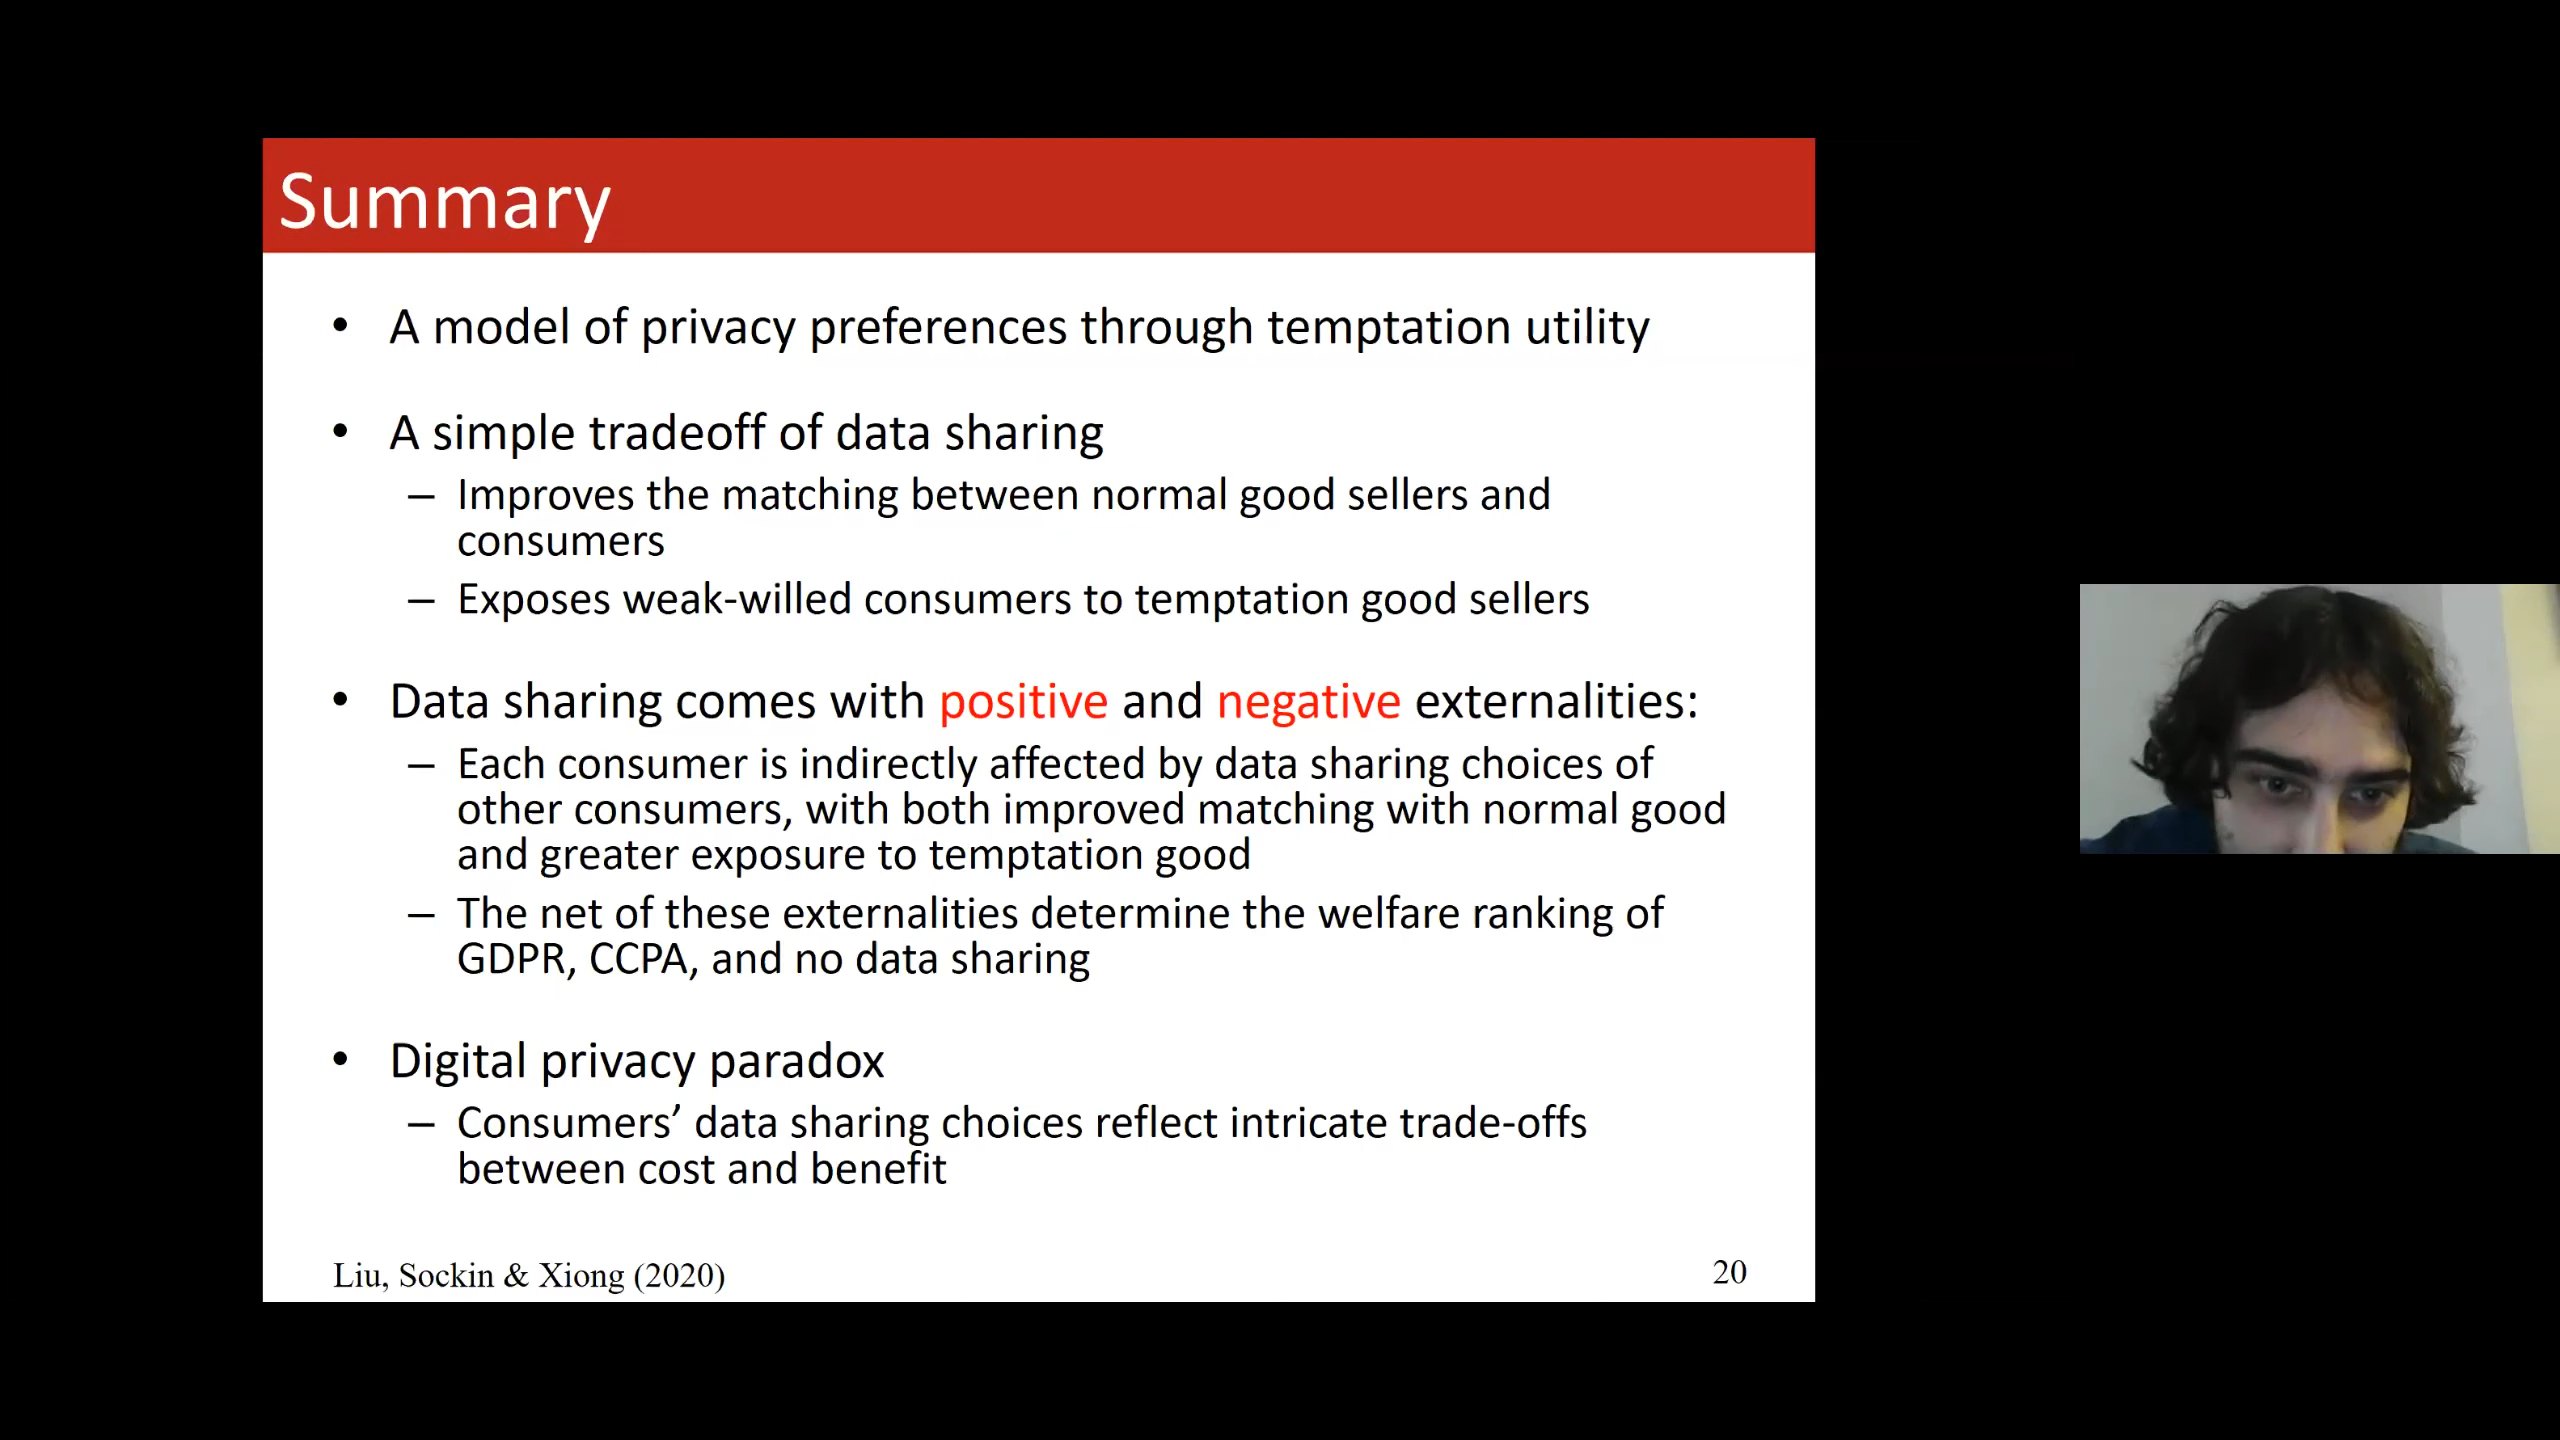 Summary
• A model of privacy preferences through temptation utility
• A simple tradeoff of data sharing
– Improves the matching between normal good sellers and
consumers
– Exposes weak-willed consumers to temptation good sellers
• Data sharing comes with positive and negative externalities:
– Each consumer is indirectly affected by data sharing choices of
other consumers, with both improved matching with normal good
and greater exposure to temptation good
– The net of these externalities determine the welfare ranking of
GDPR, CCPA, and no data sharing
• Digital privacy paradox
– Consumers’ data sharing choices reflect intricate trade-offs
between cost and benefit
Liu, Sockin & Xiong (2020)
20